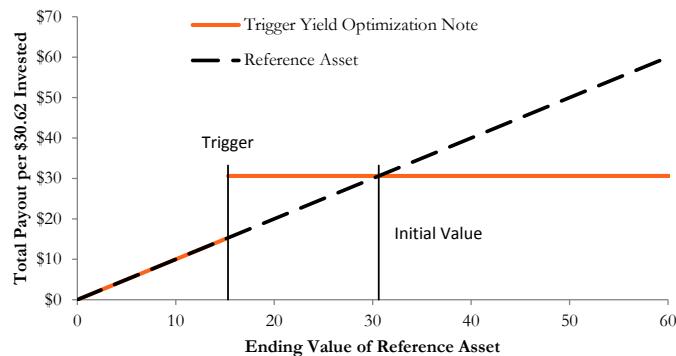 Trigger Yield Optimization Note
Reference Asset
Total Payout per $30.62 Invested
$70
$60
$50
$40
$30
$20
$10
$0
Trigger
Initial Value
0
10
20
30
40
50
60
Ending Value of Reference Asset